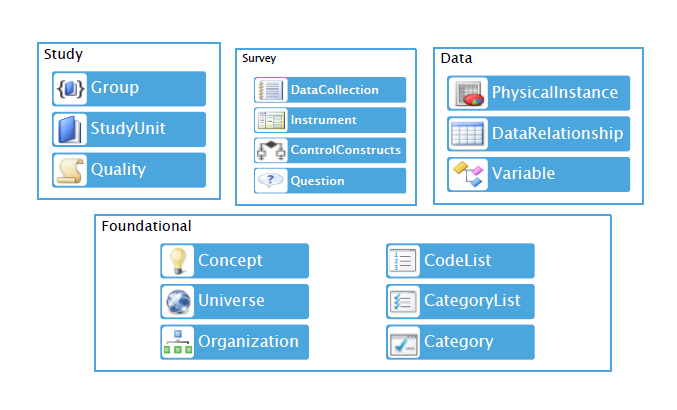 Study
Group
StudyUnit
Quality
Survey
DataCollection
Instrument
ControlConstructs
Question
Data
PhysicalInstance
DataRelationship
Variable
Foundational
Concept
Universe
Organization
CodeList
CategoryList
Category